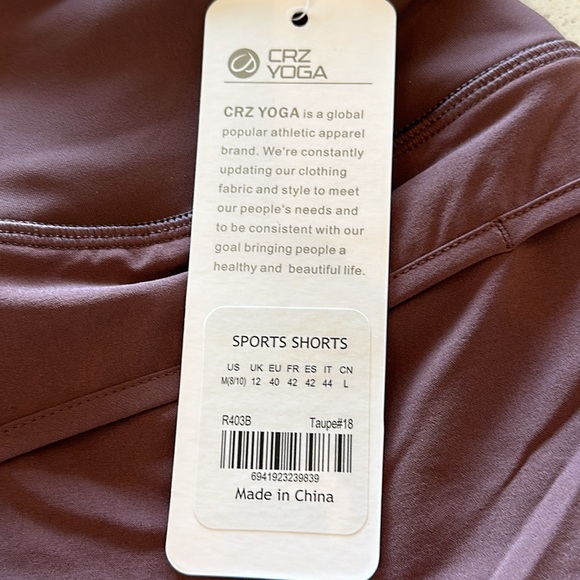 CRZ
YOGA
CRZ YOGA is a global
popular athletic apparel
brand. We're constantly
updating our clothing
fabric and style to meet
our people's needs and
to be consistent with our
goal bringing people a
healthy and beautiful life.
SPORTS SHORTS
US UK EU FR ES IT CN
M(8/10) 12 40 42 42 44 L
R403B Taupe#18
6941923239839
Made in China